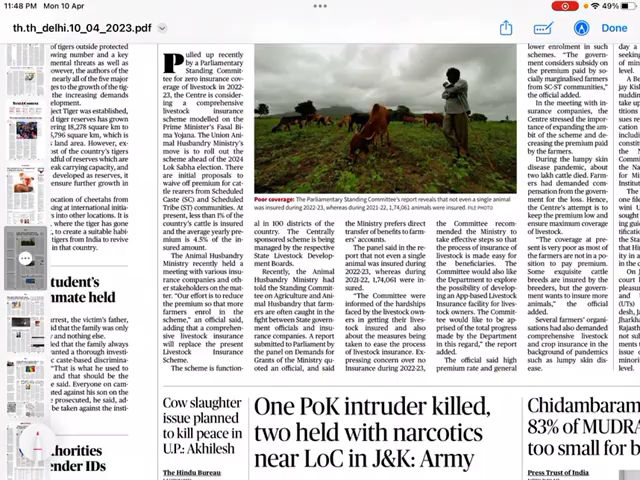 11:48 PM Mon 10 Apr
49%
th.th_delhi.10_04_2023.pdf
Done
of tigers outside protected
wing number and a key
mental threats as well as
however, the authors of the
nearly all of the five major
ges to the growth of the tig-
the increasing demands
lopment.
ject Tiger was established,
d tiger reserves has grown
ering 18,278 square km to
5,796 square km, which is
's land area. However, ex-
st of the country's tigers
dful of reserves which are
eak carrying capacity, and
developed as reserves, it
ensure further growth in
ocation of cheetahs from
cing at international initia-
s into other locations. It is
, where the tiger has gone
t, to create a suitable habi-
tigers from India to revive
in that country.
tudent's
nmate held
rrest, the victim's father,
ld that the family was only
y and nothing else.
ed that the family always
anted a thorough investi-
caste-based discrimina-
"That is what he used to
and that should be the
e said. Everyone on cam-
ated against his son on the
e prosecuted, he said, ad-
be taken against the insti-
thorities
ender IDs
Pulled up recently
by a Parliamentary
Standing Commit-
tee for zero insurance cov-
erage of livestock in 2022-
23, the Centre is consider-
ing a comprehensive
livestock insurance
scheme modelled on the
Prime Minister's Fasal Bi-
ma Yojana. The Union Ani-
mal Husbandry Ministry's
move is to roll out the
scheme ahead of the 2024
Lok Sabha election. There
are initial proposals to
waive off premium for cat-
tle rearers from Scheduled
Caste (SC) and Scheduled
Tribe (ST) communities. At
present, less than 1% of
the country's cattle is
insured and the average yearly
premium is 4.5% of the in-
sured amount.
The Animal Husbandry
Ministry recently held a
meeting with various insu-
rance companies and oth-
er stakeholders on the mat-
ter. "Our effort is to reduce
the premium so that more
farmers enrol in the
scheme," an official said,
adding that a comprehen-
sive livestock insurance
will replace the present
Livestock Insurance
Scheme.
The scheme is function-
Poor coverage: The Parliamentary Standing Committee's report reveals that not even a single animal
was insured during 2022-23, whereas during 2021-22, 1,74,061 animals were insured. FILE PHOTO
al in 100 districts of the
country. The Centrally
sponsored scheme is being
managed by the respective
State Livestock Develop-
ment Boards.
Recently, the Animal
Husbandry Ministry had
told the Standing Commit-
tee on Agriculture and Ani-
mal Husbandry that farm-
ers are often caught in the
fight between State govern-
ment officials and insu-
rance companies. A report
submitted to Parliament by
the panel on Demands for
Grants of the Ministry qu-
oted an official, and said
the Ministry prefers direct
transfer of benefits to farm-
ers' accounts.
The panel said in the re-
port that not even a single
animal was insured during
2022-23, whereas during
2021-22, 1,74,061 were in-
sured.
"The Committee were
informed of the hardships
faced by the livestock own-
ers in getting their lives-
tock insured and also
about the measures being
taken to ease the process of
livestock insurance. Ex-
pressing concern over no
insurance during 2022-23,
the Committee recom-
mended the Ministry to
take effective steps so that
the process of insurance of
livestock is made easy for
the beneficiaries. The
Committee would also like
the Department to explore
the possibility of develop-
ing an App-based Livestock
Insurance facility for lives-
tock owners. The Commit-
tee would like to be ap-
prised of the total progress
made by the Department
in this regard," the report
added.
The official said high
premium rate and general
lower enrolment in such
schemes. "The govern-
ment considers subsidy on
the premium paid by so-
cially marginalised farmers
from SC-ST communities,"
the official added.
In the meeting with in-
surance companies, the
Centre stressed the impor-
tance of expanding the am-
bit of the scheme and de-
creasing the premium paid
by the farmers.
During the lumpy skin
disease pandemic, about
two lakh cattle died. Farm-
ers had demanded com-
pensation from the govern-
ment for the loss. Hence,
the Centre's attempt is to
keep the premium low and
ensure maximum coverage
of livestock.
"The coverage at pre-
sent is very poor as most of
the farmers are not in a po-
sition to pay premium.
Some exquisite cattle
breeds are insured by the
breeders, but the govern-
ment wants to insure more
animals," the official
added.
Several farmers' organi-
sations had also demanded
comprehensive livestock
and crop insurance in the
background of pandemics
such as lumpy skin dis-
ease.
Cow slaughter
issue planned
to kill peace in
U.P.: Akhilesh
The Hindu Bureau
One PoK intruder killed,
two held with narcotics
near LoC in J&K: Army
Chidambaram
83% of MUDRA
too small for b
Press Trust of India